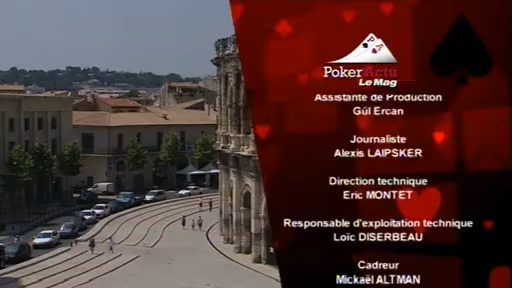 PokerActu
Le Mag
Assistante de Production
Gül Ercan
Journaliste
Alexis LAIPSKER
Direction technique
Eric MONTET
Responsable d'exploitation technique
Loïc DISERBEAU
Cadreur
Mickaël ALTMAN